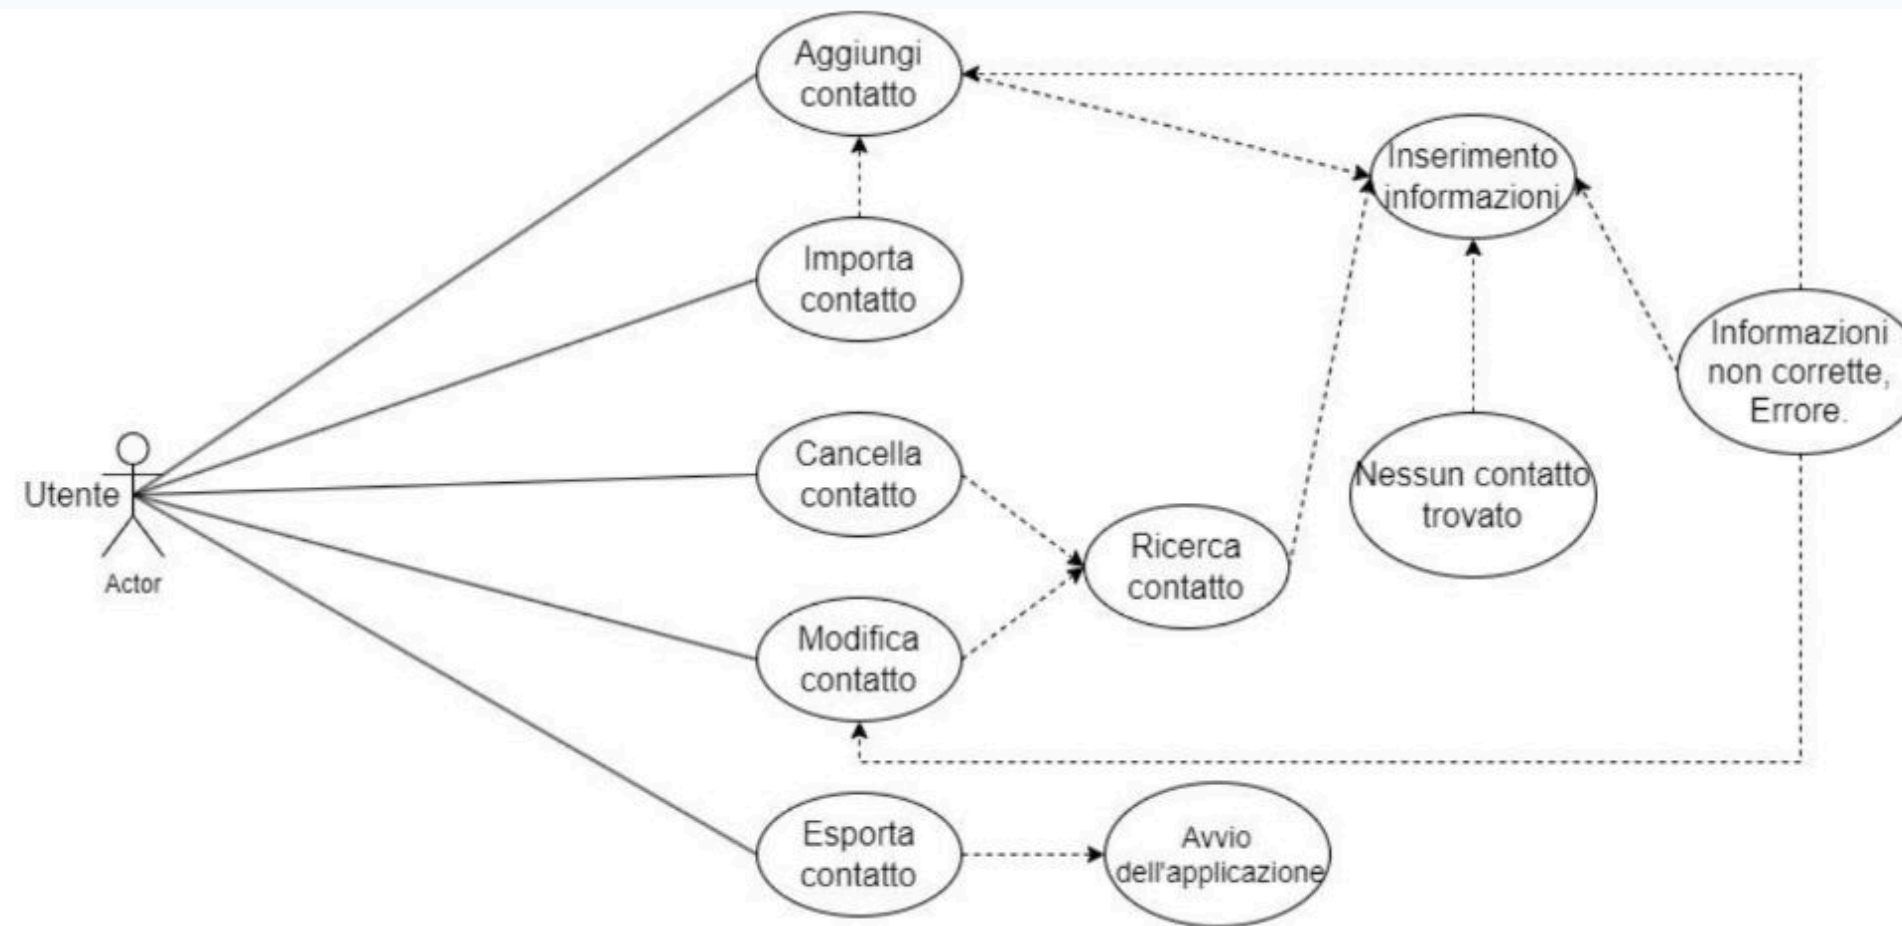 Aggiungi
contatto
Inserimento
informazioni
Importa
contatto
Informazioni
non corrette,
Errore.
Cancella
contatto
Utente
Actor
Nessun contatto
trovato
Ricerca
contatto
Modifica
contatto
Esporta
contatto
Avvio
dell'applicazione